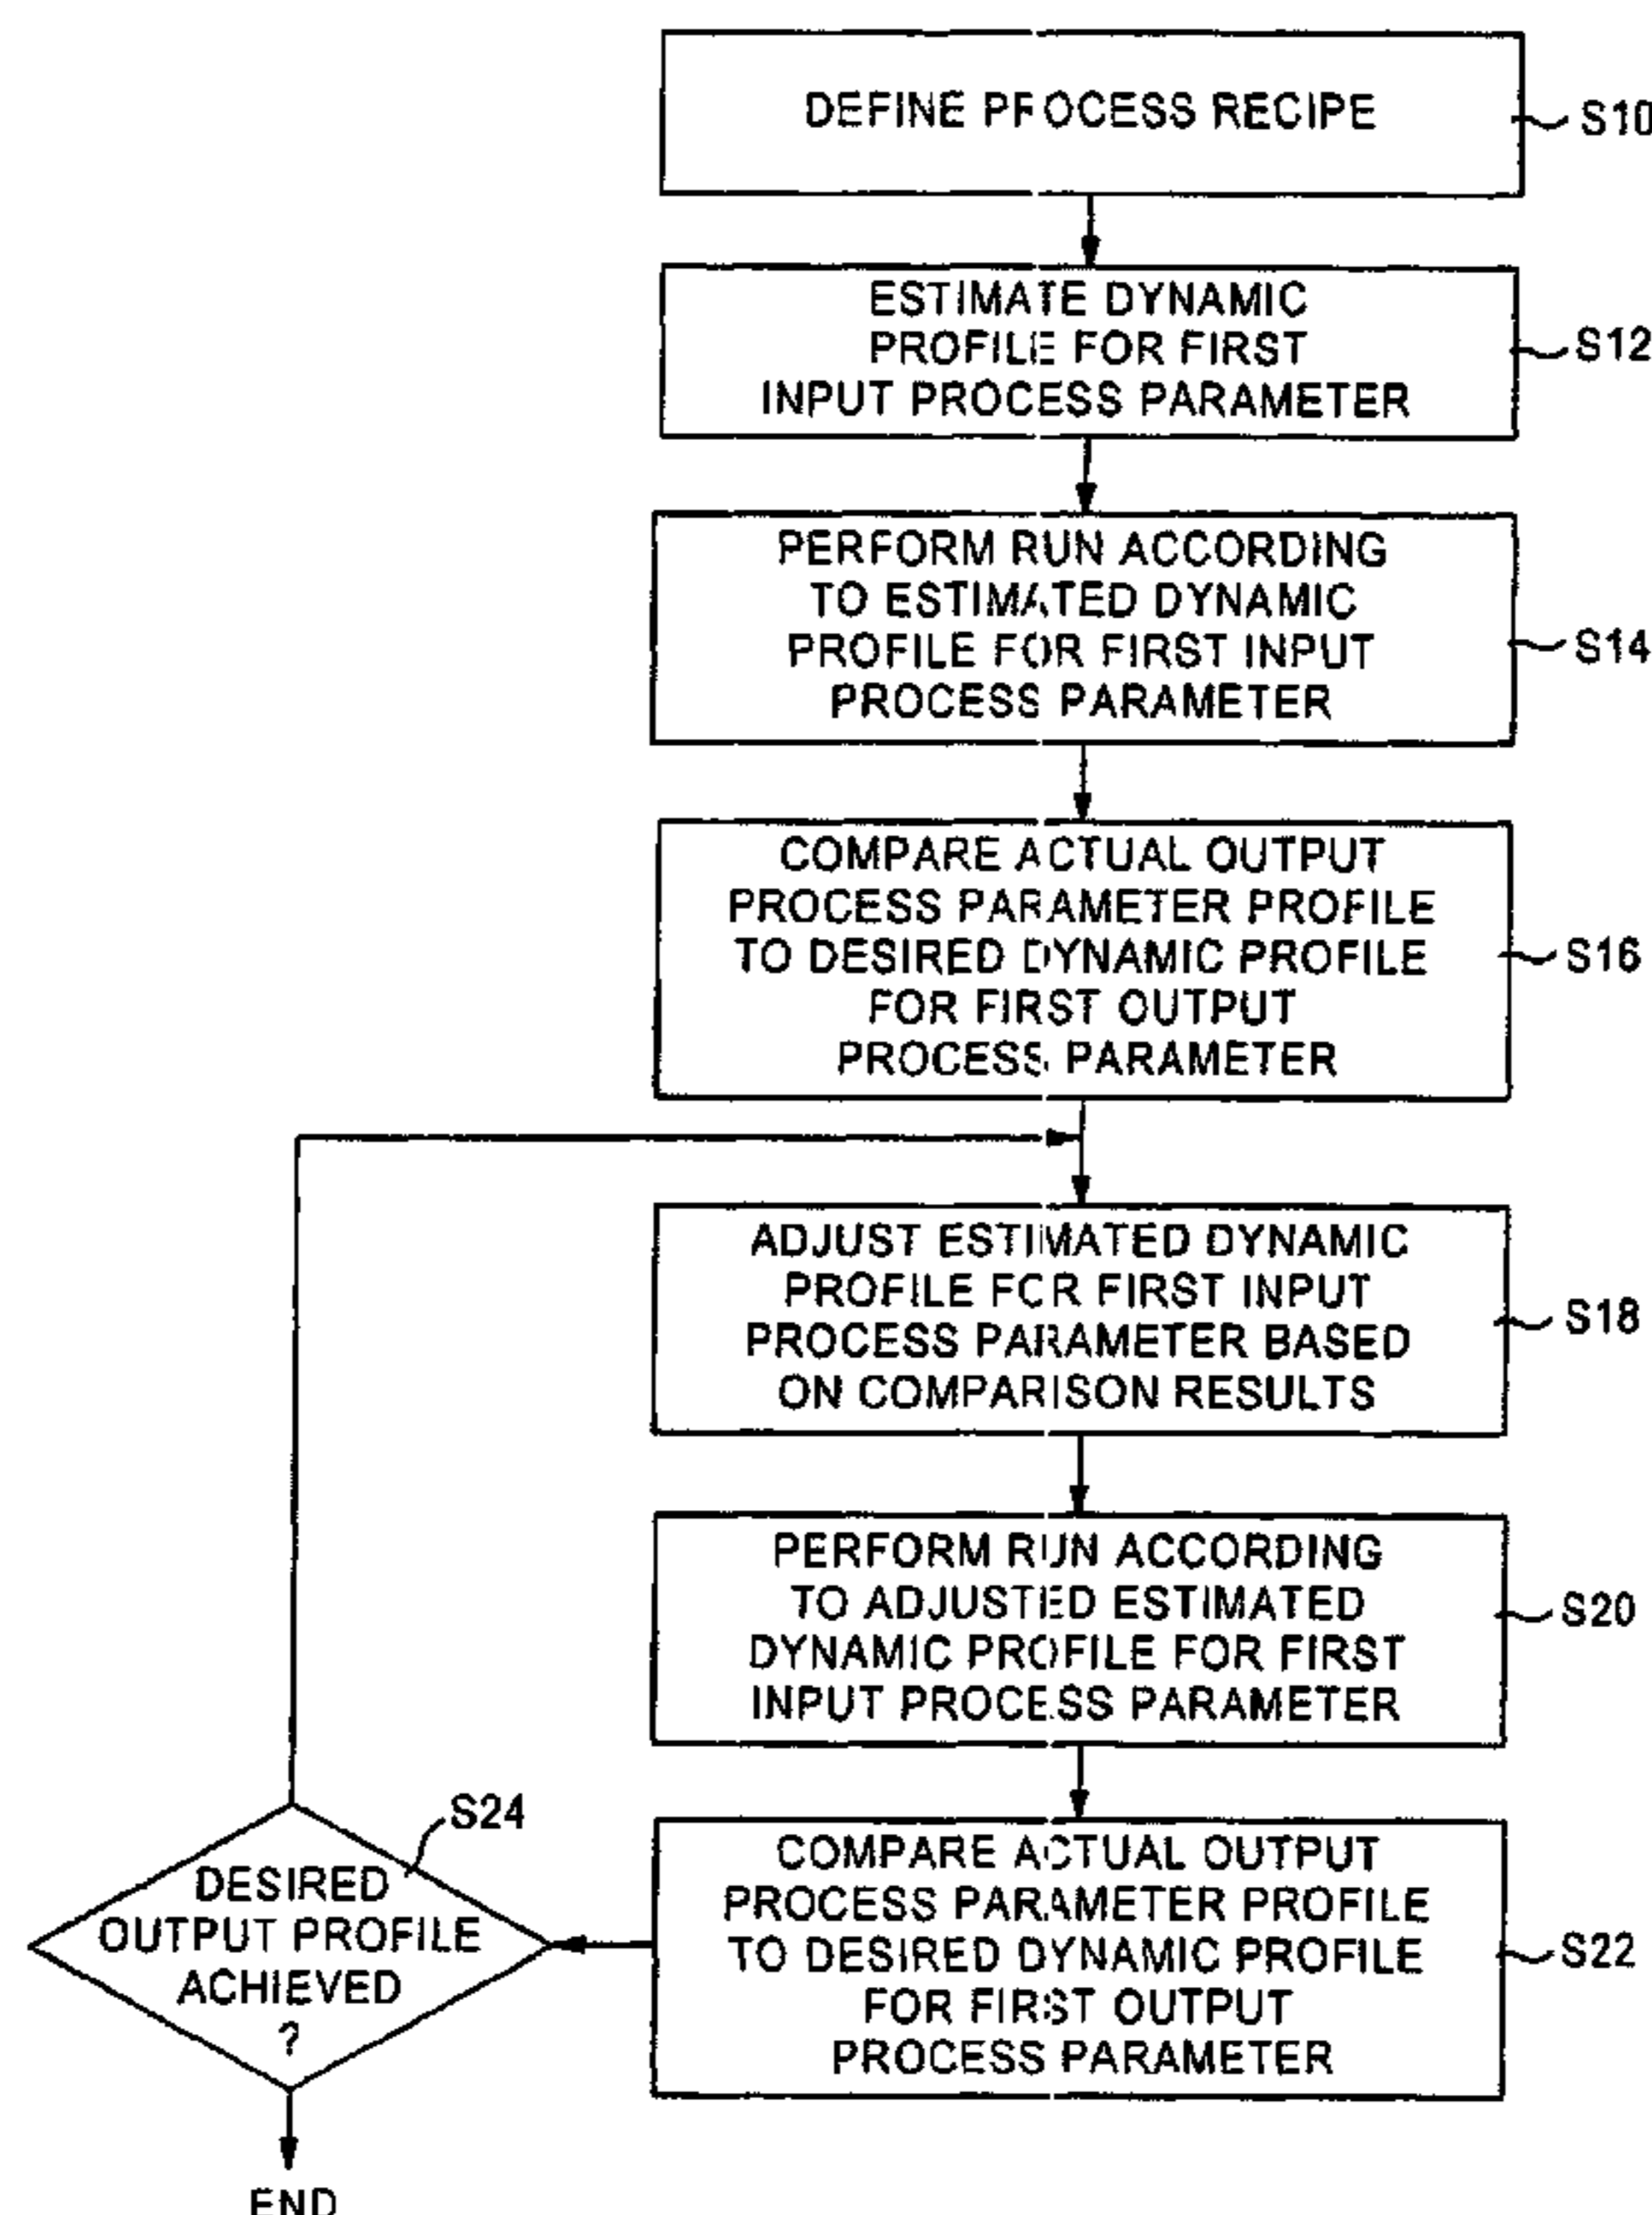 DEFINE PROCESS RECIPE
S10
ESTIMATE DYNAMIC
PROFILE FOR FIRST
INPUT PROCESS PARAMETER
S12
PERFORM RUN ACCORDING
TO ESTIMATED DYNAMIC
PROFILE FOR FIRST INPUT
PROCESS PARAMETER
S14
COMPARE ACTUAL OUTPUT
PROCESS PARAMETER PROFILE
TO DESIRED DYNAMIC PROFILE
FOR FIRST OUTPUT
PROCESS PARAMETER
S16
ADJUST ESTIMATED DYNAMIC
PROFILE FOR FIRST INPUT
PROCESS PARAMETER BASED
ON COMPARISON RESULTS
S18
PERFORM RUN ACCORDING
TO ADJUSTED ESTIMATED
DYNAMIC PROFILE FOR FIRST
INPUT PROCESS PARAMETER
S20
COMPARE ACTUAL OUTPUT
PROCESS PARAMETER PROFILE
TO DESIRED DYNAMIC PROFILE
FOR FIRST OUTPUT
PROCESS PARAMETER
S22
S24
DESIRED
OUTPUT PROFILE
ACHIEVED
?
END